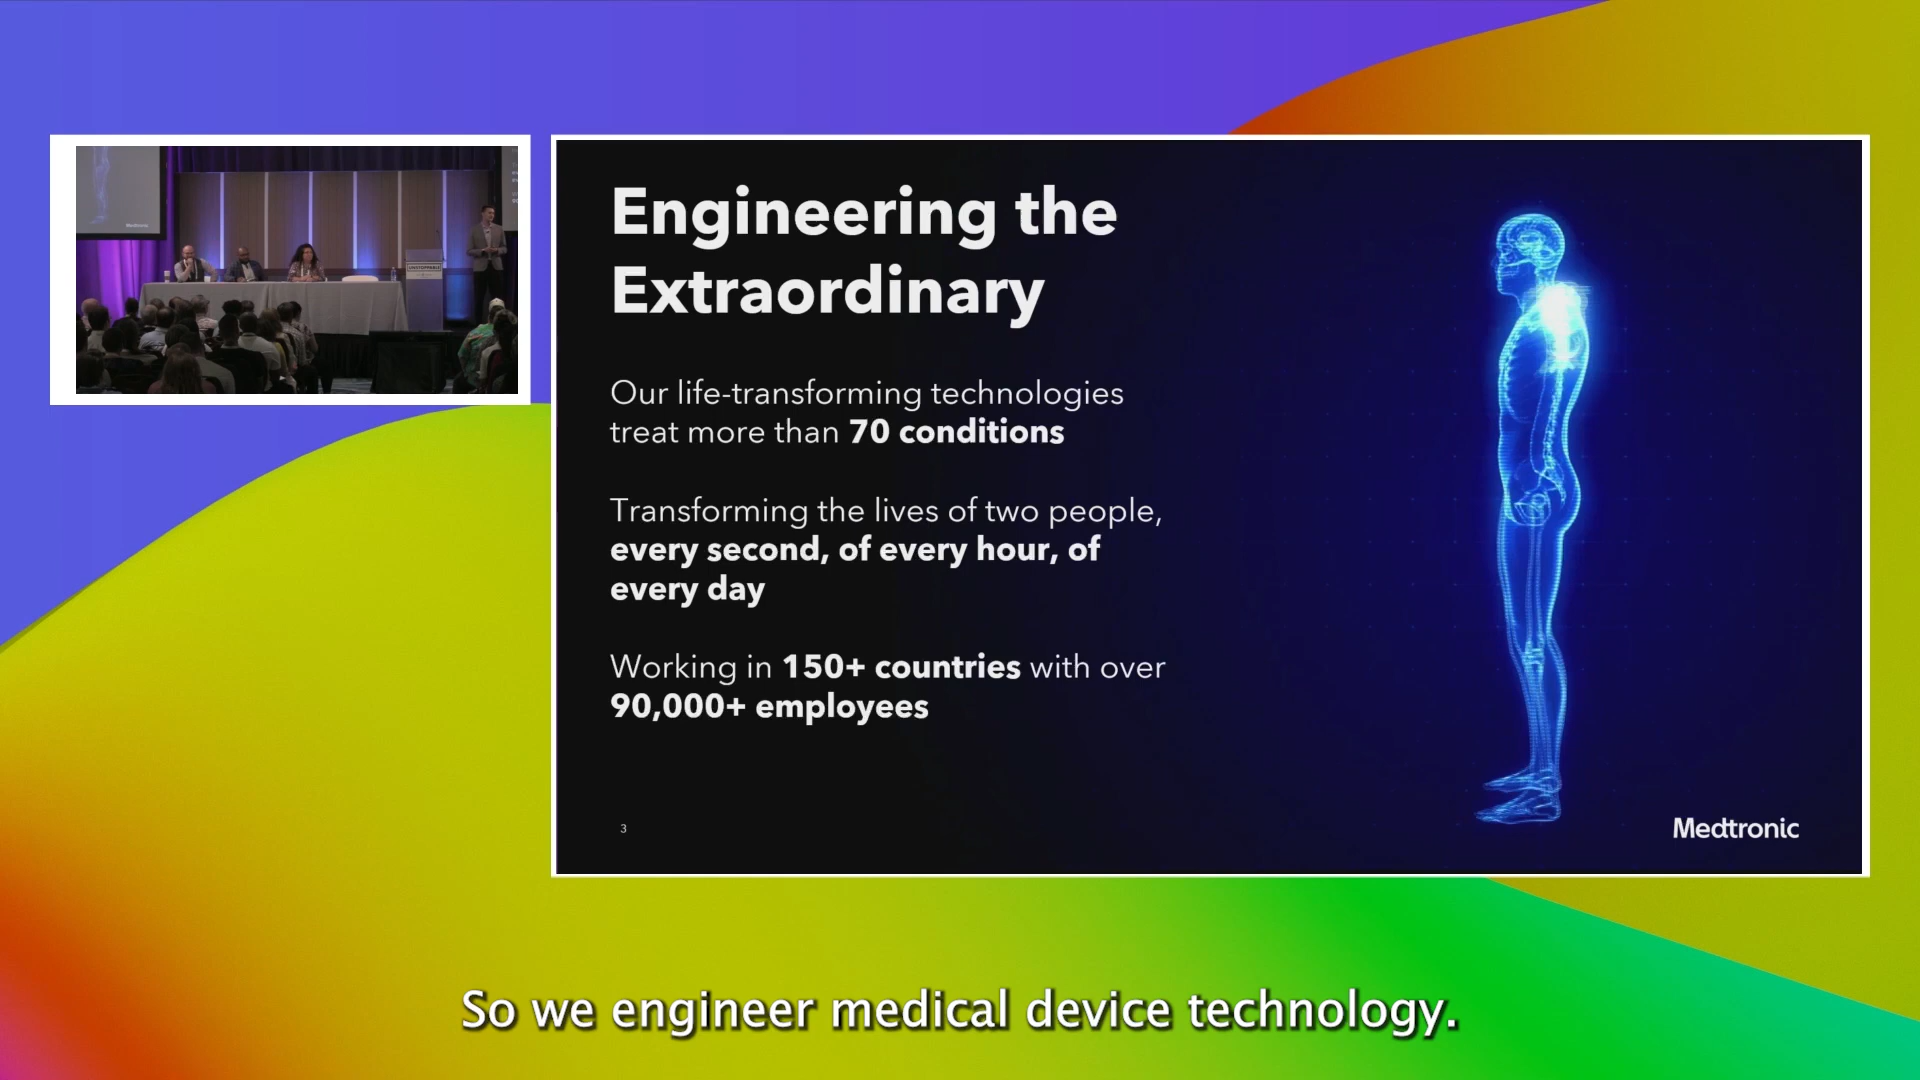 Engineering the
Extraordinary
Our life-transforming technologies
treat more than 70 conditions
Transforming the lives of two people,
every second, of every hour, of
every day
Working in 150+ countries with over
90,000+ employees
3
Medtronic
UNSTOPPABLE
So we engineer medical device technology.